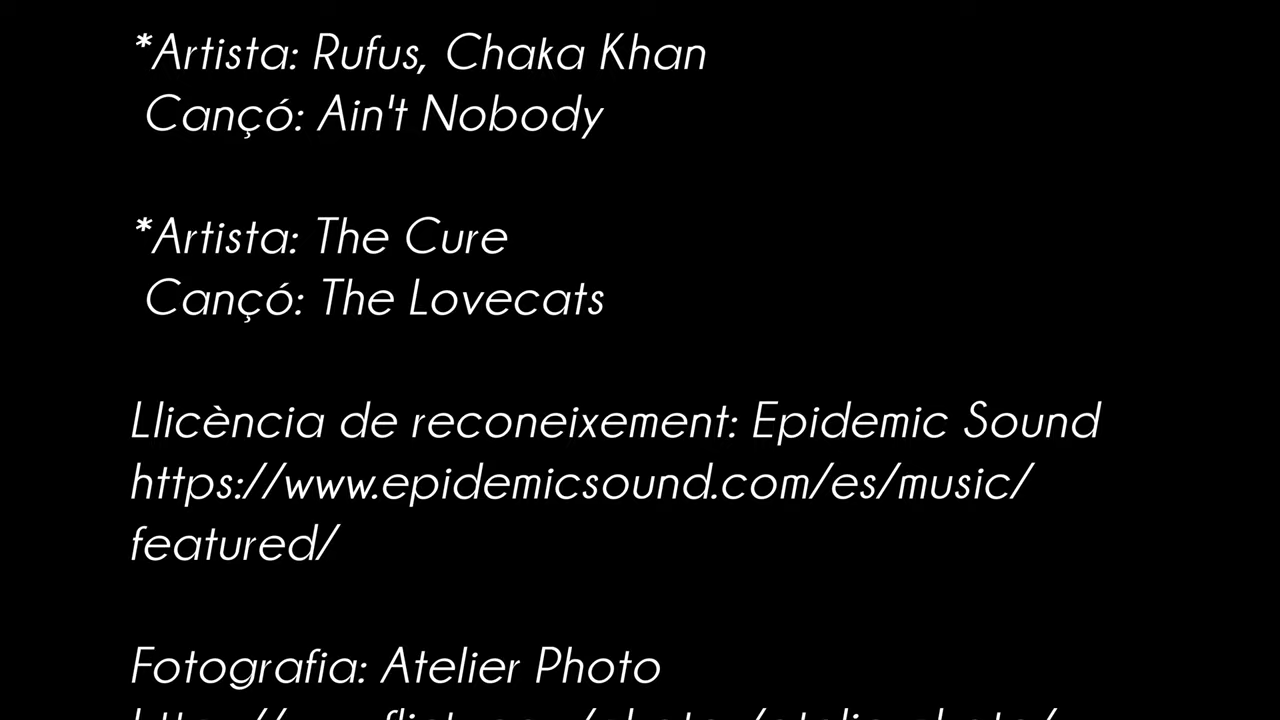 *Artista: Rufus, Chaka Khan
Cançó: Ain't Nobody
*Artista: The Cure
Cançó: The Lovecats
Llicència de reconeixement: Epidemic Sound
https://www.epidemicsound.com/es/music/
featured/
Fotografia: Atelier Photo